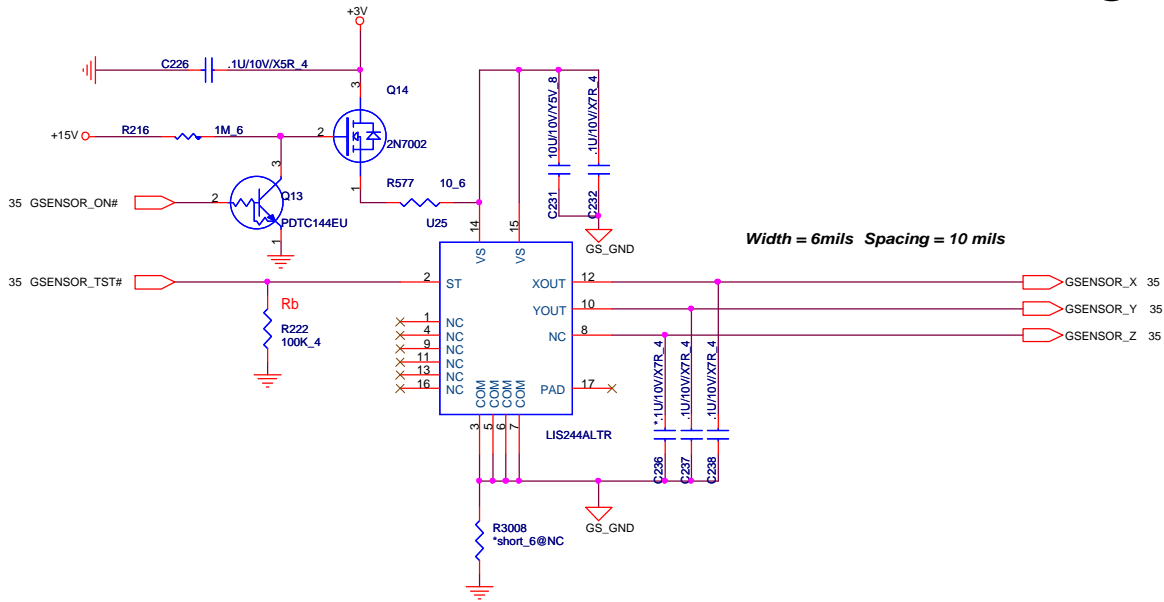 +3V
C226
.1U/10V/X5R_4
3
Q14
+15V
R216
1M_6
2
2N7002
1
3
35 GSENSOR_ON#
2
Q13
PDTC144EU
1
R577
10_6
U25
14
15
VS
VS
C231
10U/10V/Y5V_8
C232
.1U/10V/X7R_4
GS_GND
Width = 6mils Spacing = 10 mils
35 GSENSOR_TST#
2
ST
XOUT
12
GSENSOR_X 35
Rb
R222
100K_4
YOUT
10
GSENSOR_Y 35
1
NC
NC
8
GSENSOR_Z 35
4
NC
9
NC
11
NC
13
NC
16
NC
PAD
17
COM
COM
COM
COM
3
5
6
7
LIS244ALTR
C236
*.1U/10V/X7R_4
C237
.1U/10V/X7R_4
C238
.1U/10V/X7R_4
R3008
*short_6@NC
GS_GND